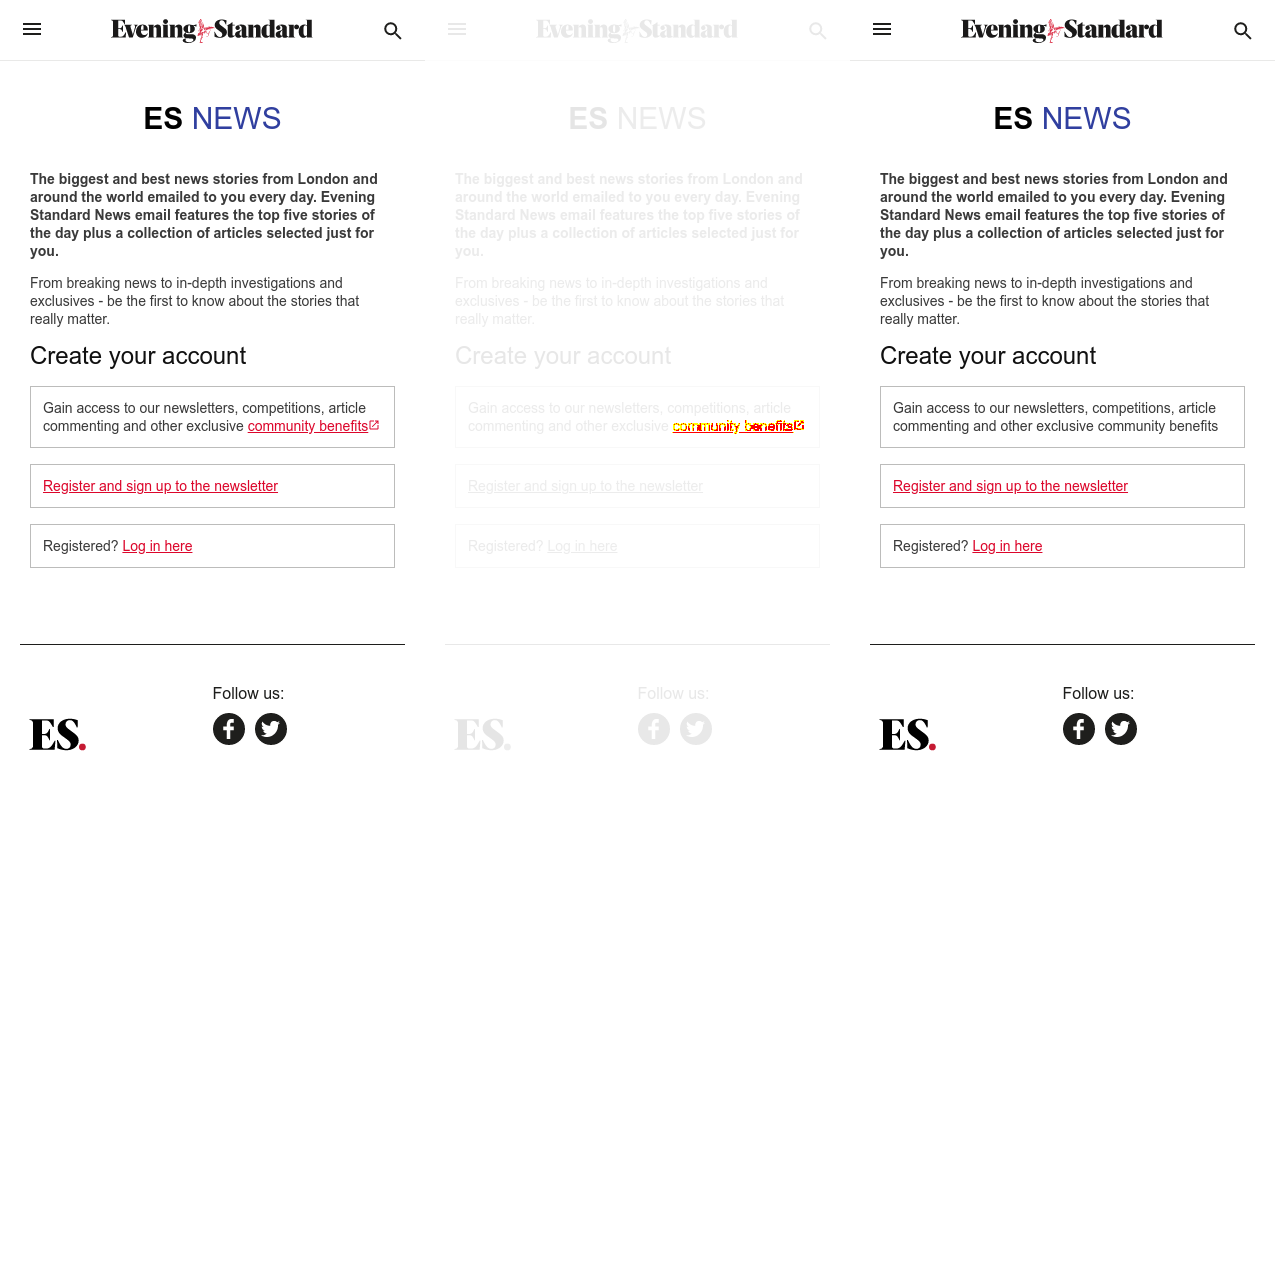 Evening Standard
ES NEWS
The biggest and best news stories from London and
around the world emailed to you every day. Evening
Standard News email features the top five stories of
the day plus a collection of articles selected just for
you.
From breaking news to in-depth investigations and
exclusives - be the first to know about the stories that
really matter.
Create your account
Gain access to our newsletters, competitions, article
commenting and other exclusive community benefits
Register and sign up to the newsletter
Registered? Log in here
Follow us:
ES.
Evening Standard
ES NEWS
The biggest and best news stories from London and
around the world emailed to you every day. Evening
Standard News email features the top five stories of
the day plus a collection of articles selected just for
you.
From breaking news to in-depth investigations and
exclusives - be the first to know about the stories that
really matter.
Create your account
Gain access to our newsletters, competitions, article
commenting and other exclusive community benefits
Register and sign up to the newsletter
Registered? Log in here
Follow us:
ES.
Evening Standard
ES NEWS
The biggest and best news stories from London and
around the world emailed to you every day. Evening
Standard News email features the top five stories of
the day plus a collection of articles selected just for
you.
From breaking news to in-depth investigations and
exclusives - be the first to know about the stories that
really matter.
Create your account
Gain access to our newsletters, competitions, article
commenting and other exclusive community benefits
Register and sign up to the newsletter
Registered? Log in here
Follow us:
ES.